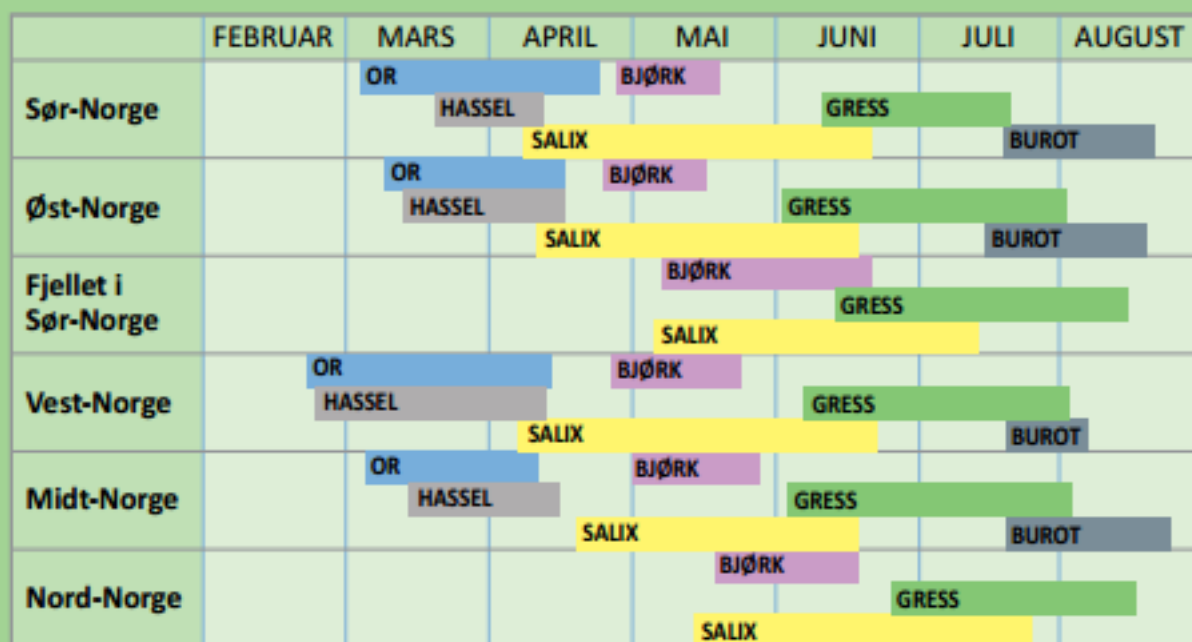 FEBRUAR MARS APRIL MAI JUNI JULI AUGUST
OR BJØRK
Sør-Norge HASSEL GRESS
SALIX BUROT
OR BJØRK
Øst-Norge HASSEL GRESS
SALIX BUROT
BJØRK
Fjellet i
Sør-Norge GRESS
SALIX
OR BJØRK
Vest-Norge HASSEL GRESS
SALIX BUROT
OR BJØRK
Midt-Norge HASSEL GRESS
SALIX BUROT
BJØRK
Nord-Norge GRESS
SALIX